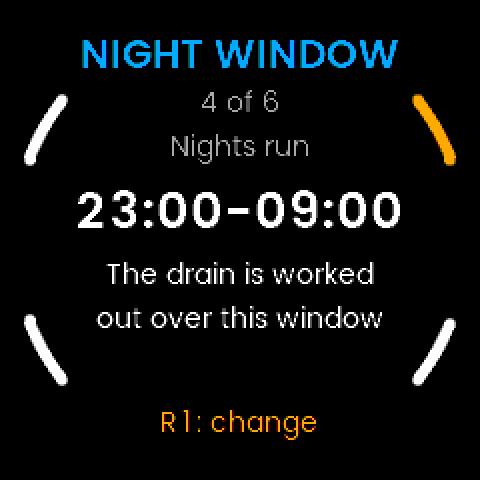 NIGHT WINDOW
4 of 6
Nights run
23:00-09:00
The drain is worked
out over this window
R1: change